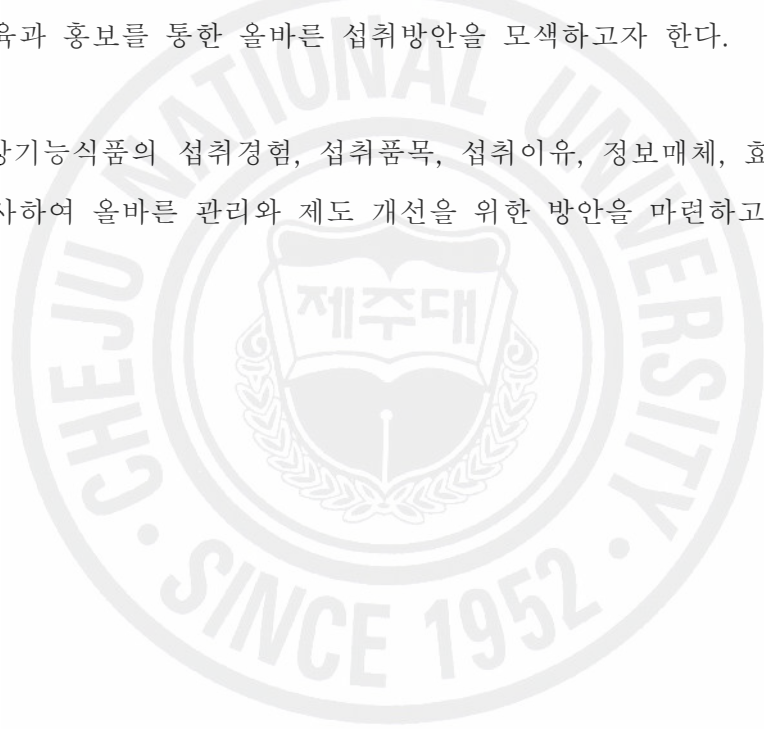 육과 홍보를 통한 올바른 섭취방안을 모색하고자 한다.
강기능식품의 섭취경험, 섭취품목, 섭취이유, 정보매체, 효
사하여 올바른 관리와 제도 개선을 위한 방안을 마련하고
CHEJU NATIONAL UNIVERSITY
제주대
· SINCE 1952 ·